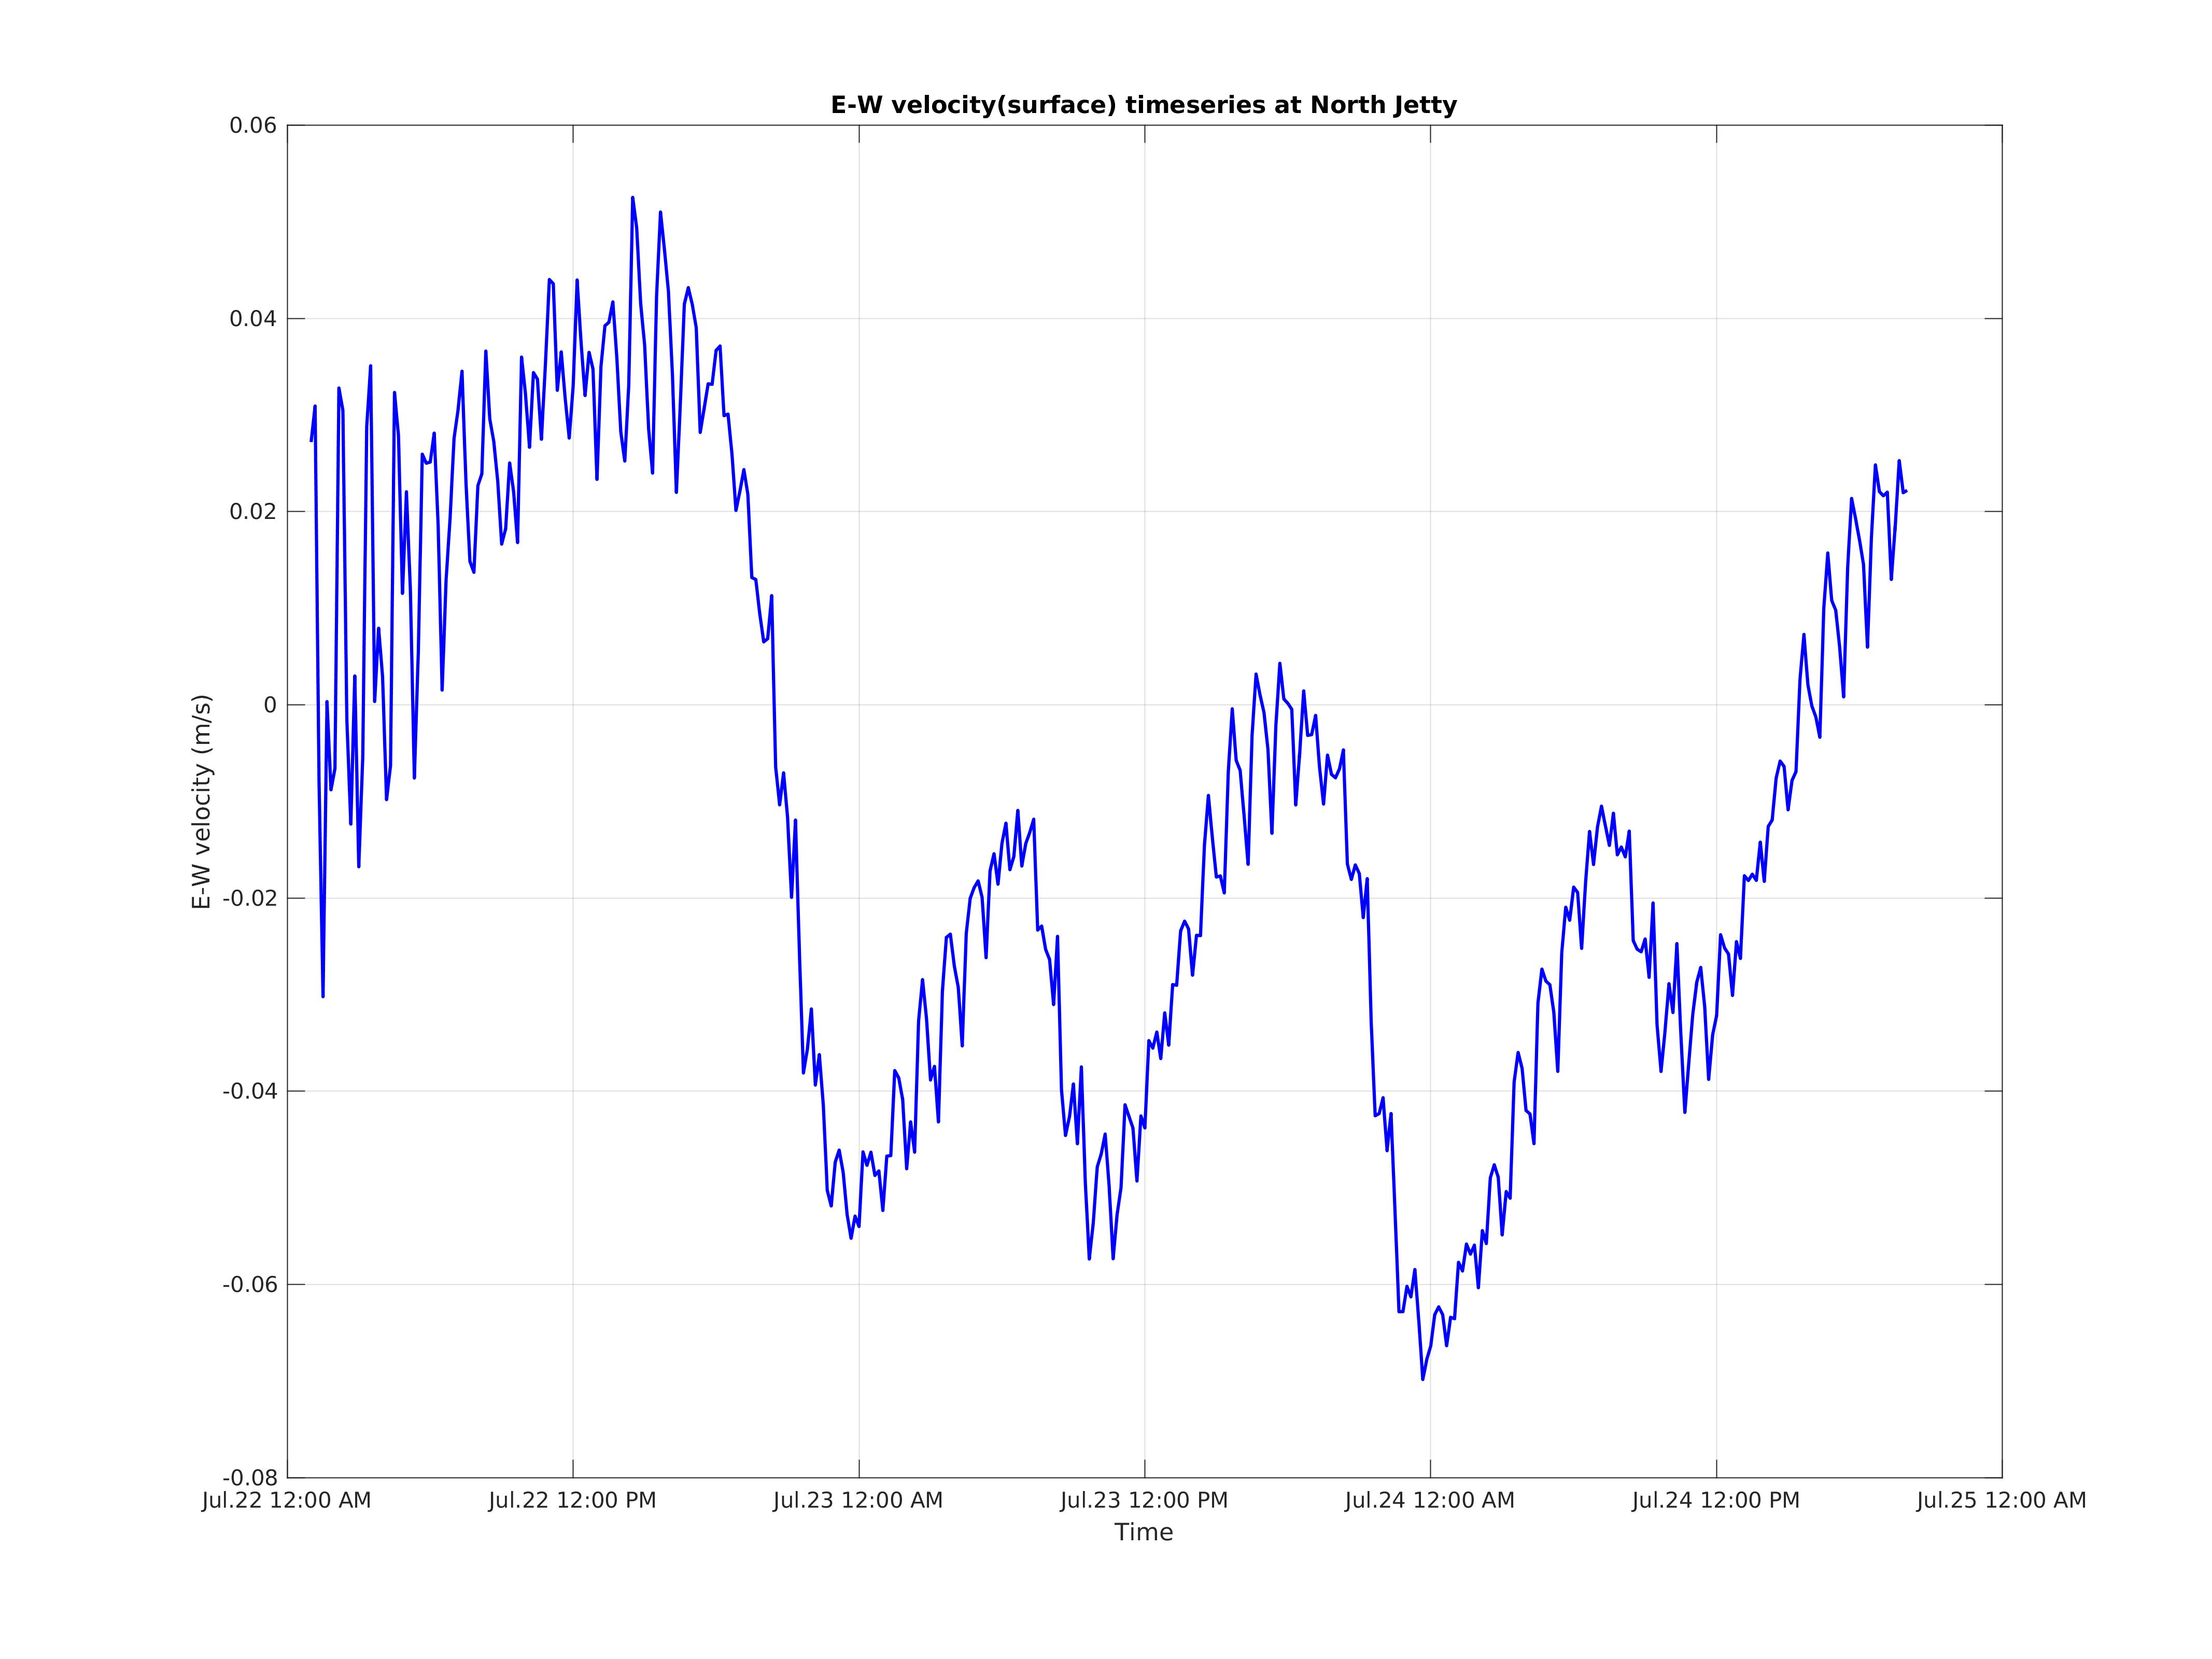 E-W velocity(surface) timeseries at North Jetty
0.06
0.04
0.02
0
-0.02
-0.04
-0.06
-0.08
E-W velocity (m/s)
Jul.22 12:00 AM
Jul.22 12:00 PM
Jul.23 12:00 AM
Jul.23 12:00 PM
Jul.24 12:00 AM
Jul.24 12:00 PM
Jul.25 12:00 AM
Time